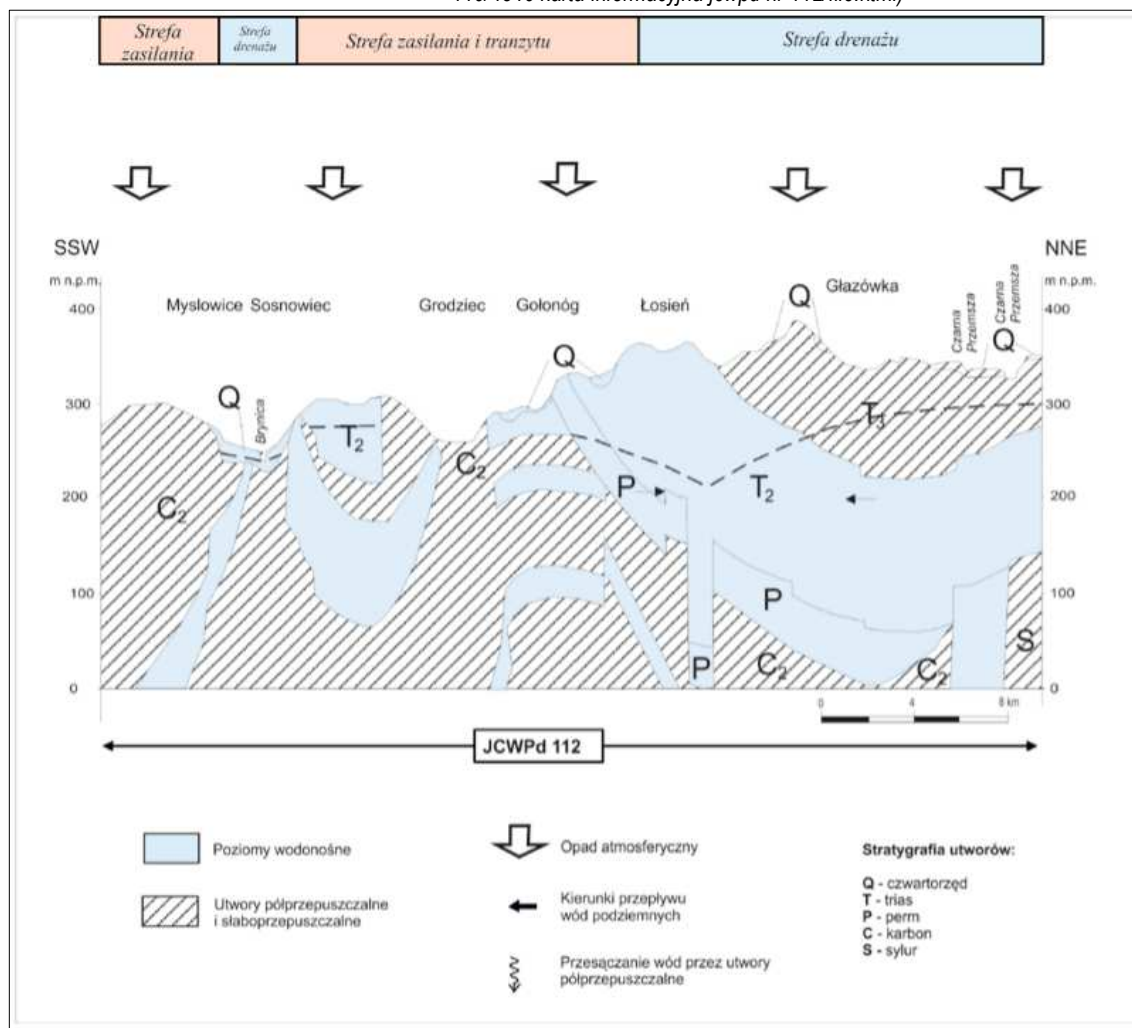 Strefa
zasilania
Strefa
drenażu
Strefa zasilania i tranzytu
Strefa drenażu
SSW
NNE
m n.p.m.
m n.p.m.
400
300
200
100
0
400
300
200
100
0
Mysłowice
Sosnowiec
Grodziec
Gołonóg
Łosień
Głazówka
Brynica
Czarna
Przemsza
Czarna
Przemsza
Q
Q
Q
Q
T2
T3
C2
C2
P
T2
P
P
C2
C2
S
0 4 8 km
JCWPd 112
Poziomy wodonośne
Utwory półprzepuszczalne
i słaboprzepuszczalne
Opad atmosferyczny
Kierunki przepływu
wód podziemnych
Przesączanie wód przez utwory
półprzepuszczalne
Stratygrafia utworów:
Q - czwartorzęd
T - trias
P - perm
C - karbon
S - sylur